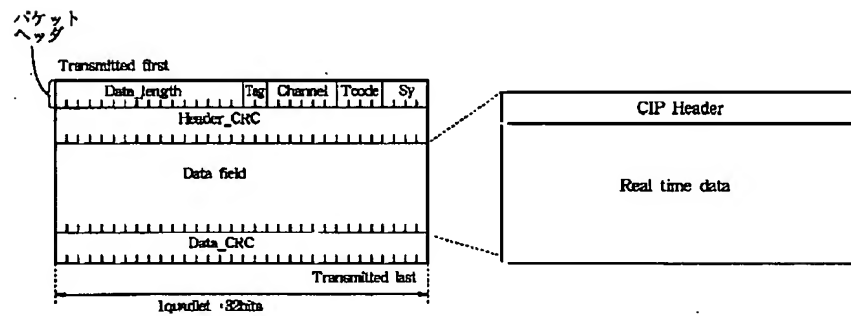 パケット
ヘッダ
Transmitted first
Data_length Tag Channel Tcode Sy
Header_CRC
Data field
Data_CRC
Transmitted last
1quadlet :32bits
CIP Header
Real time data